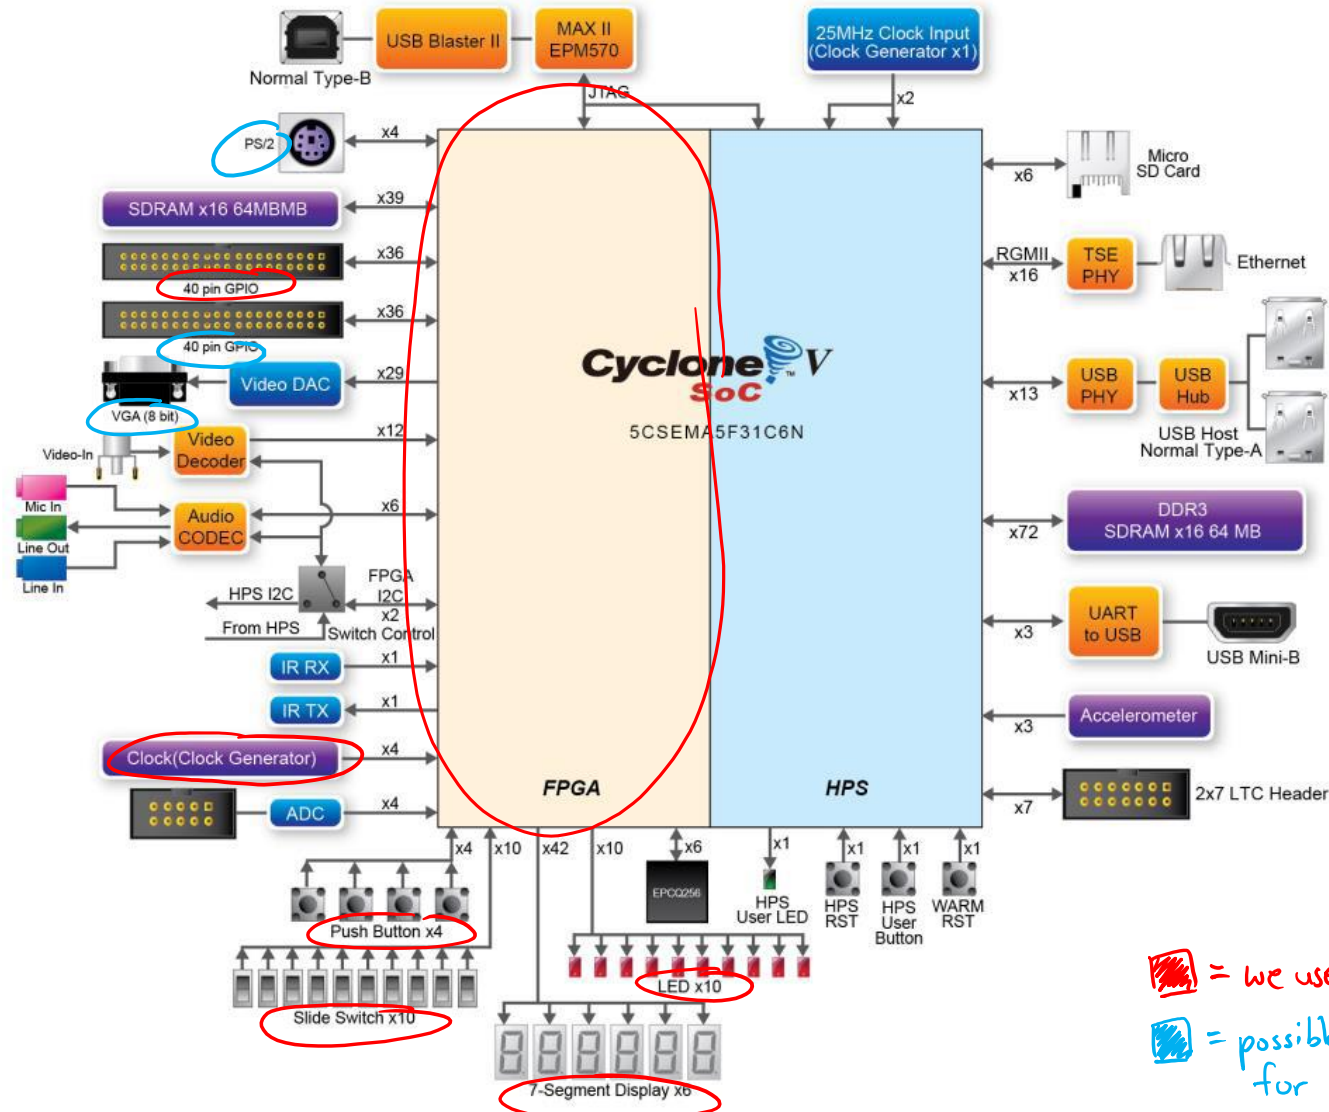 Normal Type-B
USB Blaster II
MAX II
EPM570
25MHz Clock Input
(Clock Generator x1)
JTAG
x2
PS/2
x4
SDRAM x16 64MBMB
x39
x36
40 pin GPIO
x36
40 pin GPIO
Video DAC
x29
VGA (8 bit)
Video-In
Video
Decoder
x12
Mic In
Line Out
Line In
Audio
CODEC
x6
HPS I2C
From HPS
FPGA
I2C
x2
Switch Control
IR RX
x1
IR TX
x1
Clock(Clock Generator)
x4
ADC
x4
Cyclone V
SoC
TM
5CSEMA5F31C6N
FPGA
HPS
x6
Micro
SD Card
RGMII
x16
TSE
PHY
Ethernet
x13
USB
PHY
USB
Hub
USB Host
Normal Type-A
x72
DDR3
SDRAM x16 64 MB
x3
UART
to USB
USB Mini-B
x3
Accelerometer
x7
2x7 LTC Header
x4
x10
x42
x10
x6
x1
x1
x1
x1
Push Button x4
Slide Switch x10
7-Segment Display x6
LED x10
EPCQ256
HPS
User LED
HPS
RST
HPS
User
Button
WARM
RST
= we use
= possibl
for